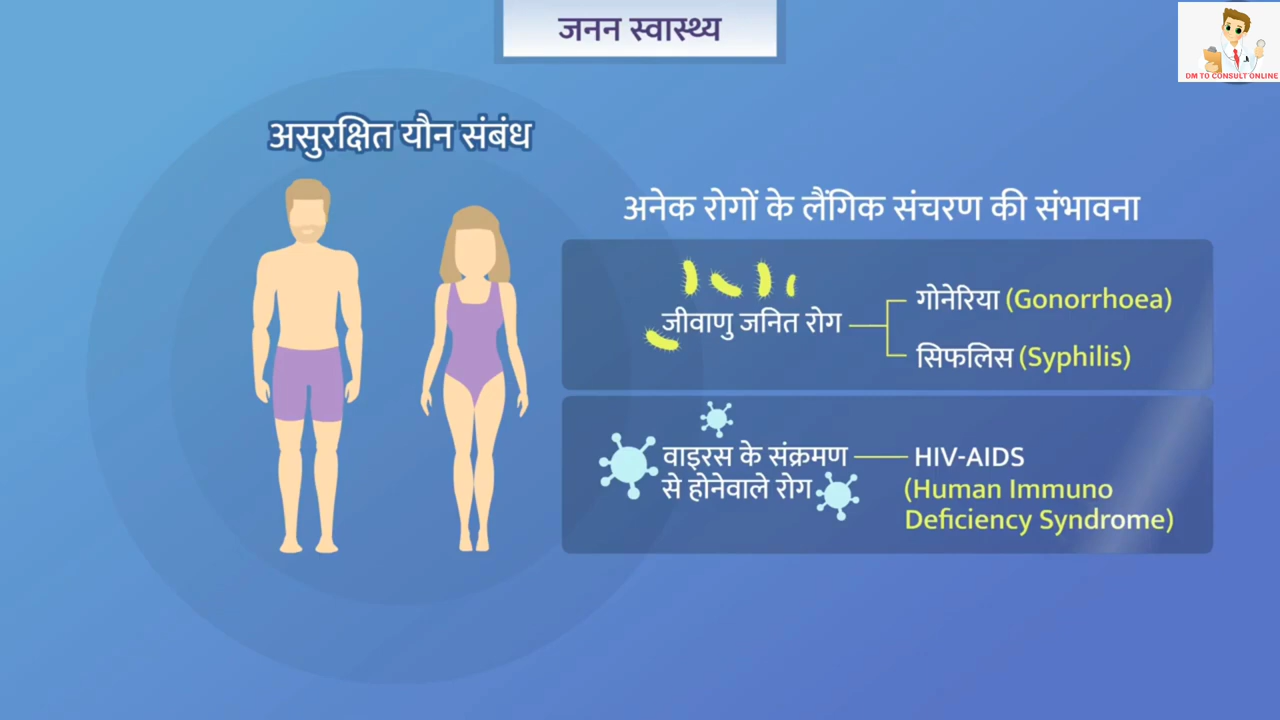 जनन स्वास्थ्य
DM TO CONSULT ONLINE
असुरक्षित यौन संबंध
अनेक रोगों के लैंगिक संचरण की संभावना
जीवाणु जनित रोग
गोनेरिया (Gonorrhoea)
सिफलिस (Syphilis)
वाइरस के संक्रमण
से होनेवाले रोग
HIV-AIDS
(Human Immuno
Deficiency Syndrome)